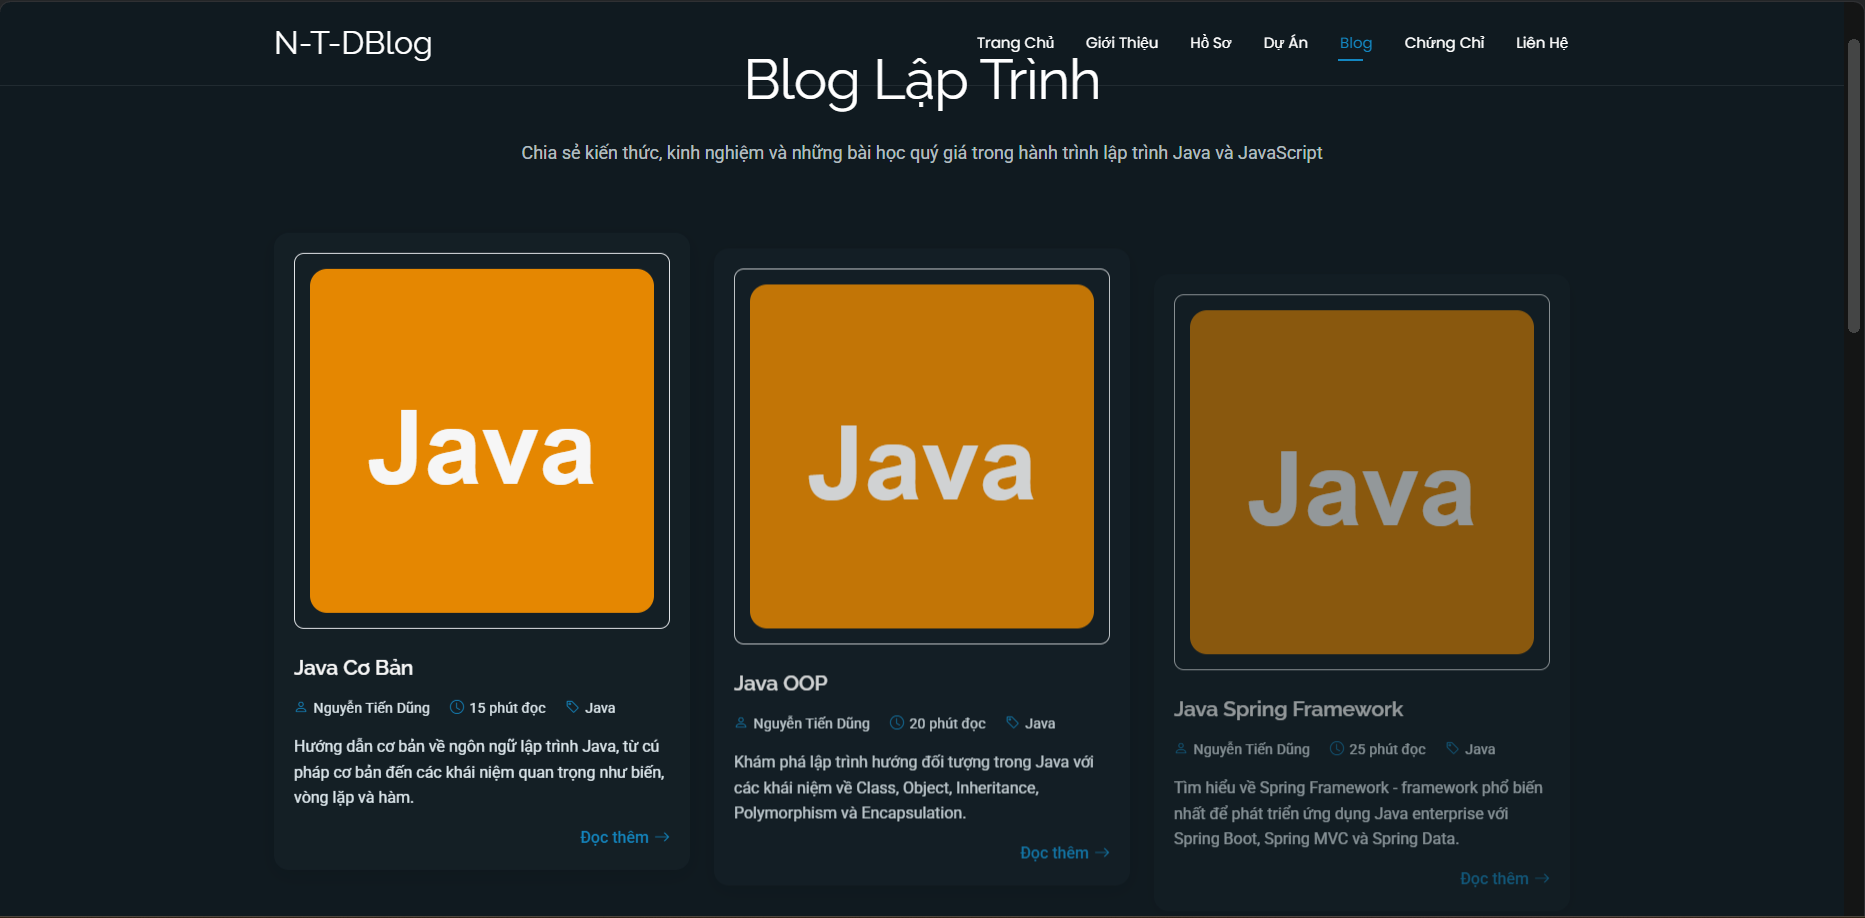 N-T-DBlog
Trang Chủ
Giới Thiệu
Hồ Sơ
Dự Án
Blog
Chứng Chỉ
Liên Hệ
Blog Lập Trình
Chia sẻ kiến thức, kinh nghiệm và những bài học quý giá trong hành trình lập trình Java và JavaScript
Java
Java Cơ Bản
Nguyễn Tiến Dũng
15 phút đọc
Java
Hướng dẫn cơ bản về ngôn ngữ lập trình Java, từ cú
pháp cơ bản đến các khái niệm quan trọng như biến,
vòng lặp và hàm.
Đọc thêm →
Java
Java OOP
Nguyễn Tiến Dũng
20 phút đọc
Java
Khám phá lập trình hướng đối tượng trong Java với
các khái niệm về Class, Object, Inheritance,
Polymorphism và Encapsulation.
Đọc thêm →
Java
Java Spring Framework
Nguyễn Tiến Dũng
25 phút đọc
Java
Tìm hiểu về Spring Framework - framework phổ biến
nhất để phát triển ứng dụng Java enterprise với
Spring Boot, Spring MVC và Spring Data.
Đọc thêm →